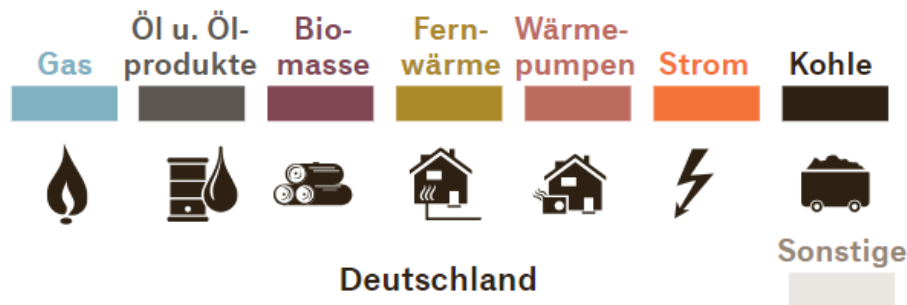 Gas
Öl u. Öl-
produkte
Bio-
masse
Fern-
wärme
Wärme-
pumpen
Strom
Kohle
Sonstige
Deutschland